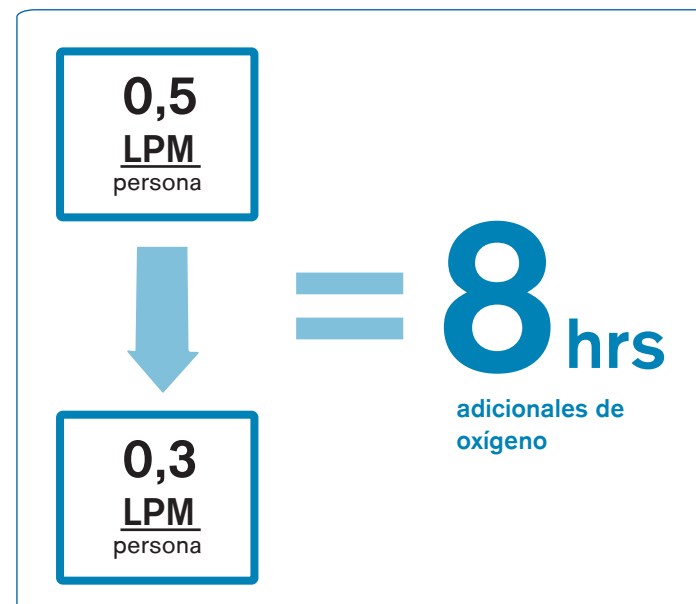 0,5
LPM
persona
=
8 hrs
adicionales de
oxígeno
0,3
LPM
persona